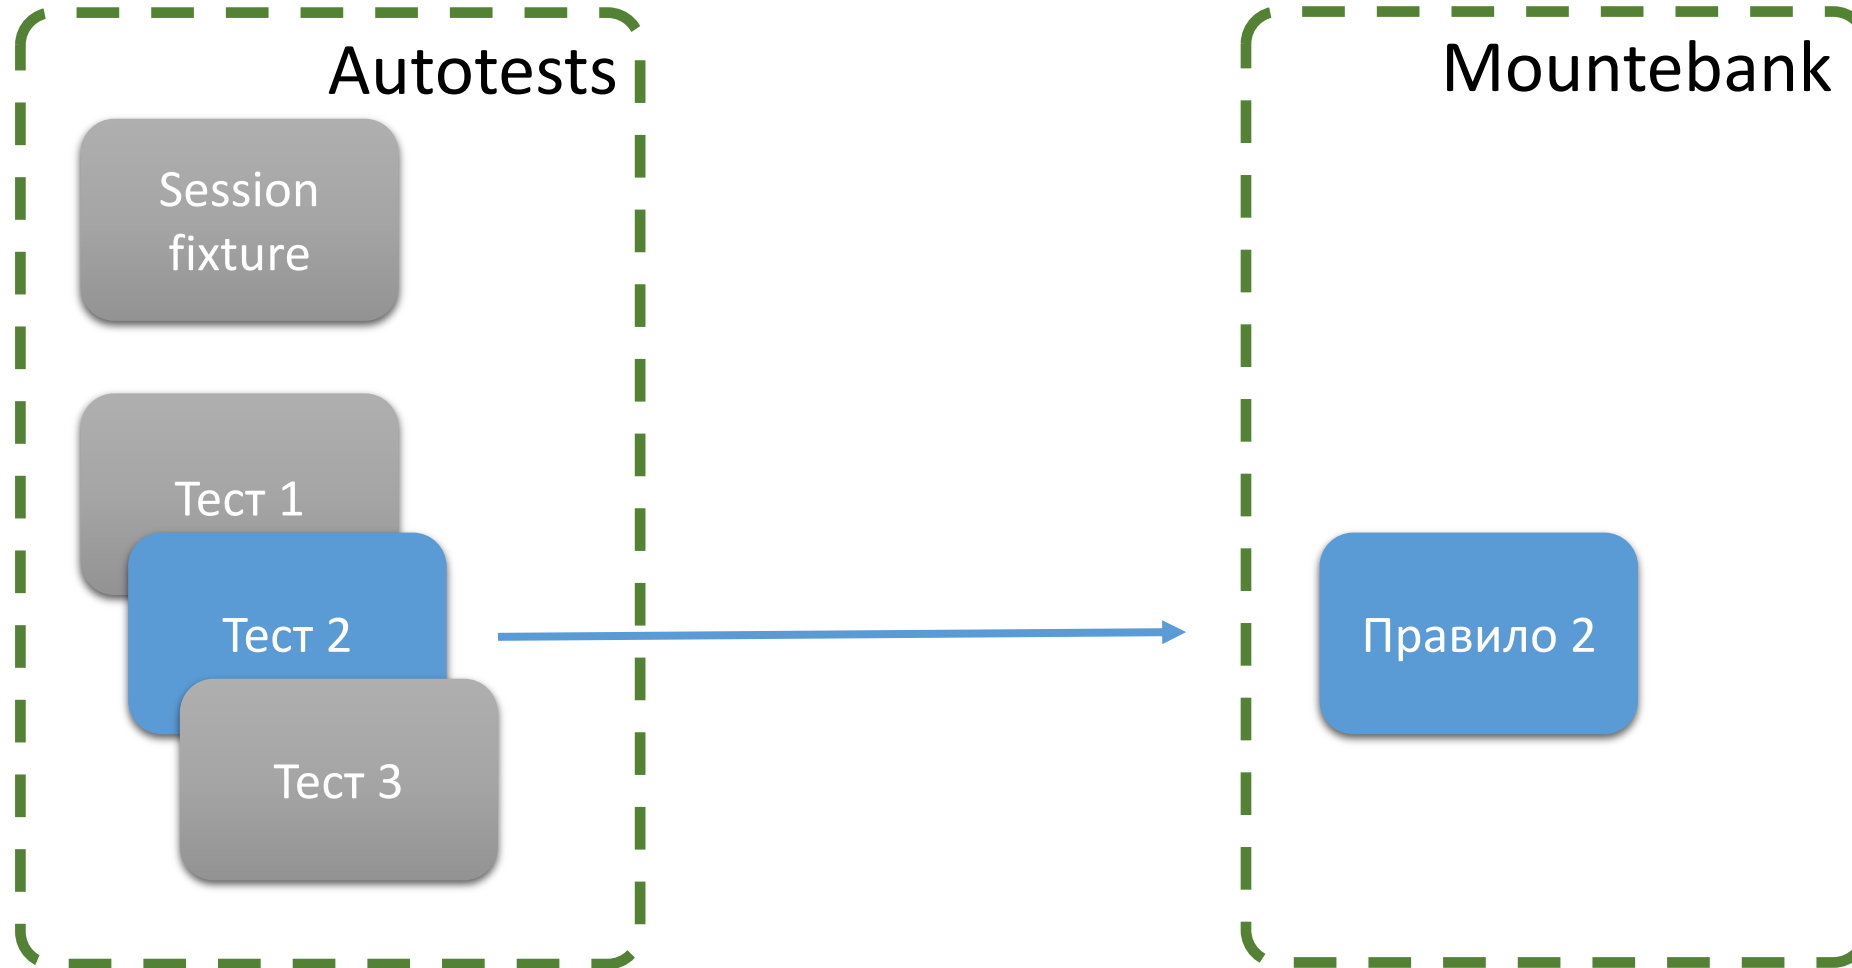 Autotests
Mountebank
Session
fixture
Тест 1
Тест 2
Правило 2
Тест 3